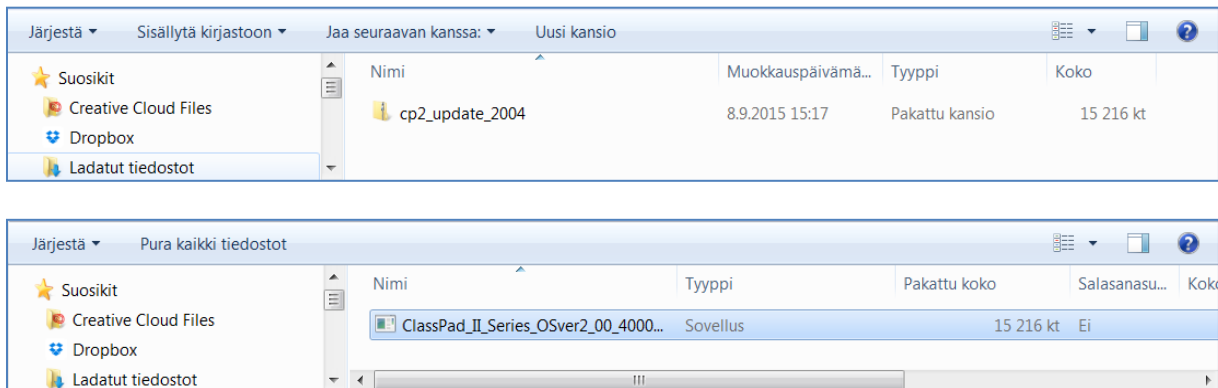 Järjestä Sisällytä kirjastoon Jaa seuraavan kanssa: Uusi kansio
Suosikit
Creative Cloud Files
Dropbox
Ladatut tiedostot
Nimi Muokkauspäivämä... Tyyppi Koko
cp2_update_2004 8.9.2015 15:17 Pakattu kansio 15 216 kt
Järjestä Pura kaikki tiedostot
Suosikit
Creative Cloud Files
Dropbox
Ladatut tiedostot
Nimi Tyyppi Pakattu koko Salasanasu... Koko
ClassPad_II_Series_OSver2_00_4000... Sovellus 15 216 kt Ei